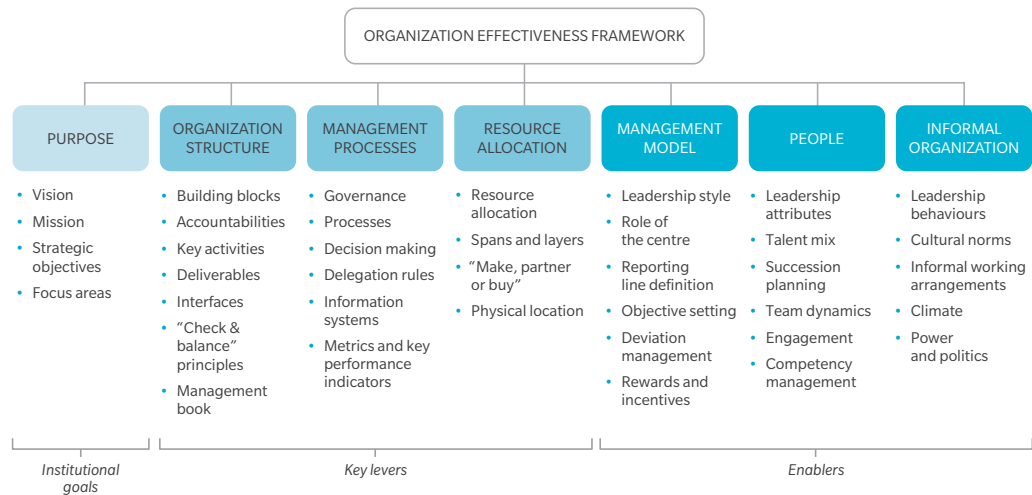 ORGANIZATION EFFECTIVENESS FRAMEWORK
PURPOSE
• Vision
• Mission
• Strategic
objectives
• Focus areas
ORGANIZATION
STRUCTURE
• Building blocks
• Accountabilities
• Key activities
• Deliverables
• Interfaces
• “Check &
balance”
principles
• Management
book
MANAGEMENT
PROCESSES
• Governance
• Processes
• Decision making
• Delegation rules
• Information
systems
• Metrics and key
performance
indicators
RESOURCE
ALLOCATION
• Resource
allocation
• Spans and layers
• “Make, partner
or buy”
• Physical location
MANAGEMENT
MODEL
• Leadership style
• Role of
the centre
• Reporting
line definition
• Objective setting
• Deviation
management
• Rewards and
incentives
PEOPLE
• Leadership
attributes
• Talent mix
• Succession
planning
• Team dynamics
• Engagement
• Competency
management
INFORMAL
ORGANIZATION
• Leadership
behaviours
• Cultural norms
• Informal working
arrangements
• Climate
• Power
and politics
Institutional
goals
Key levers
Enablers